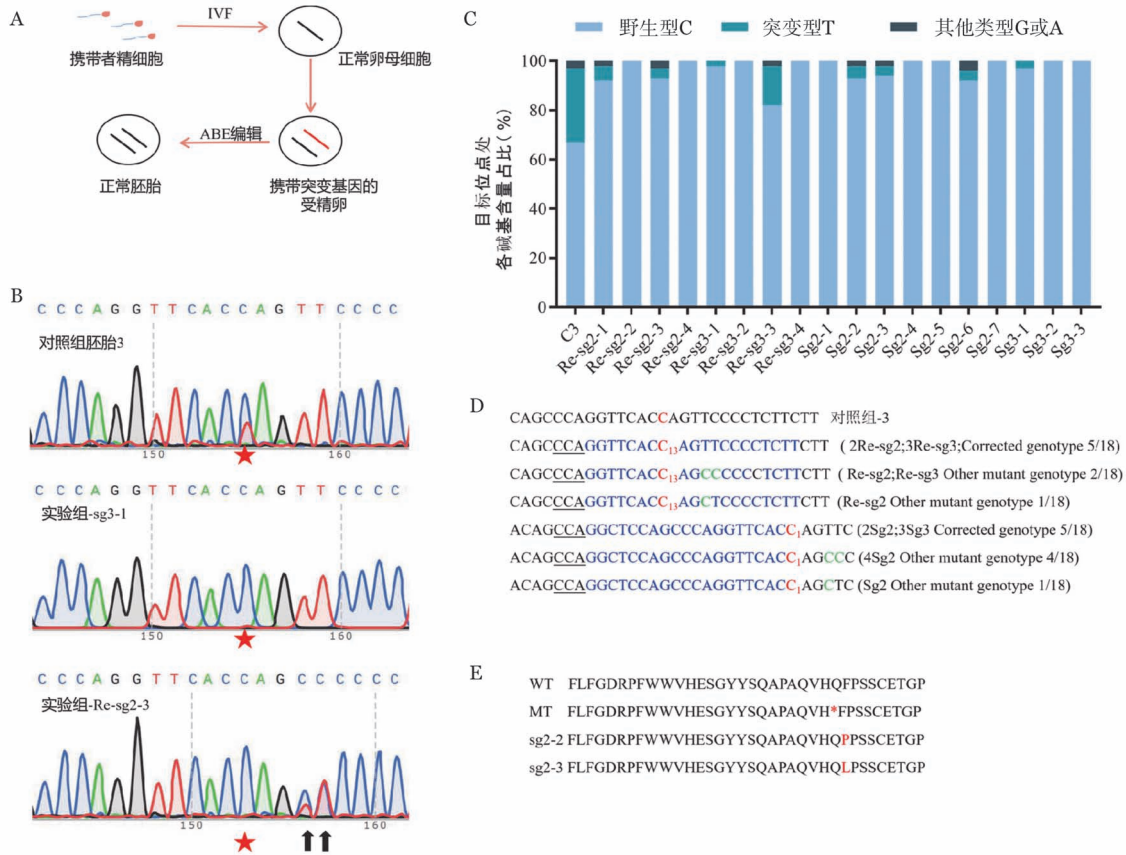 A
IVF
携带者精细胞
正常卵母细胞
ABE编辑
正常胚胎
携带突变基因的
受精卵
B
C C C A G G T T C A C C A G T T C C C C
对照组胚胎3
150
160
C C C A G G T T C A C C A G T T C C C C
实验组-sg3-1
150
160
C C C A G G T T C A C C A G C C C C C C
实验组-Re-sg2-3
150
160
C
野生型C
突变型T
其他类型G或A
目标位点处
各碱基含量占比(%)
100
80
60
40
20
0
C3
Re-sg2-1
Re-sg2-2
Re-sg2-3
Re-sg2-4
Re-sg3-1
Re-sg3-2
Re-sg3-3
Re-sg3-4
Sg2-1
Sg2-2
Sg2-3
Sg2-4
Sg2-5
Sg2-6
Sg2-7
Sg3-1
Sg3-2
Sg3-3
D
CAGCCCAGGTTCACCAGTTCCCCTCTTCTT 对照组-3
CAGCCCAGGTTCACC13AGTTCCCCTCTTCTT (2Re-sg2;3Re-sg3;Corrected genotype 5/18)
CAGCCCAGGTTCACC13AGCCCCCCTCTTCTT (Re-sg2;Re-sg3 Other mutant genotype 2/18)
CAGCCCAGGTTCACC13AGCTCCCCTCTTCTT (Re-sg2 Other mutant genotype 1/18)
ACAGCCAGGCTCCAGCCCAGGTTCACC1AGTTC (2Sg2;3Sg3 Corrected genotype 5/18)
ACAGCCAGGCTCCAGCCCAGGTTCACC1AGCCC (4Sg2 Other mutant genotype 4/18)
ACAGCCAGGCTCCAGCCCAGGTTCACC1AGCTC (Sg2 Other mutant genotype 1/18)
E
WT FLFGDRPFWWVHESGYYSQAPAQVHQFPSSCETGP
MT FLFGDRPFWWVHESGYYSQAPAQVH*FPSSCETGP
sg2-2 FLFGDRPFWWVHESGYYSQAPAQVHQPPSSCETGP
sg2-3 FLFGDRPFWWVHESGYYSQAPAQVHQLPSSCETGP